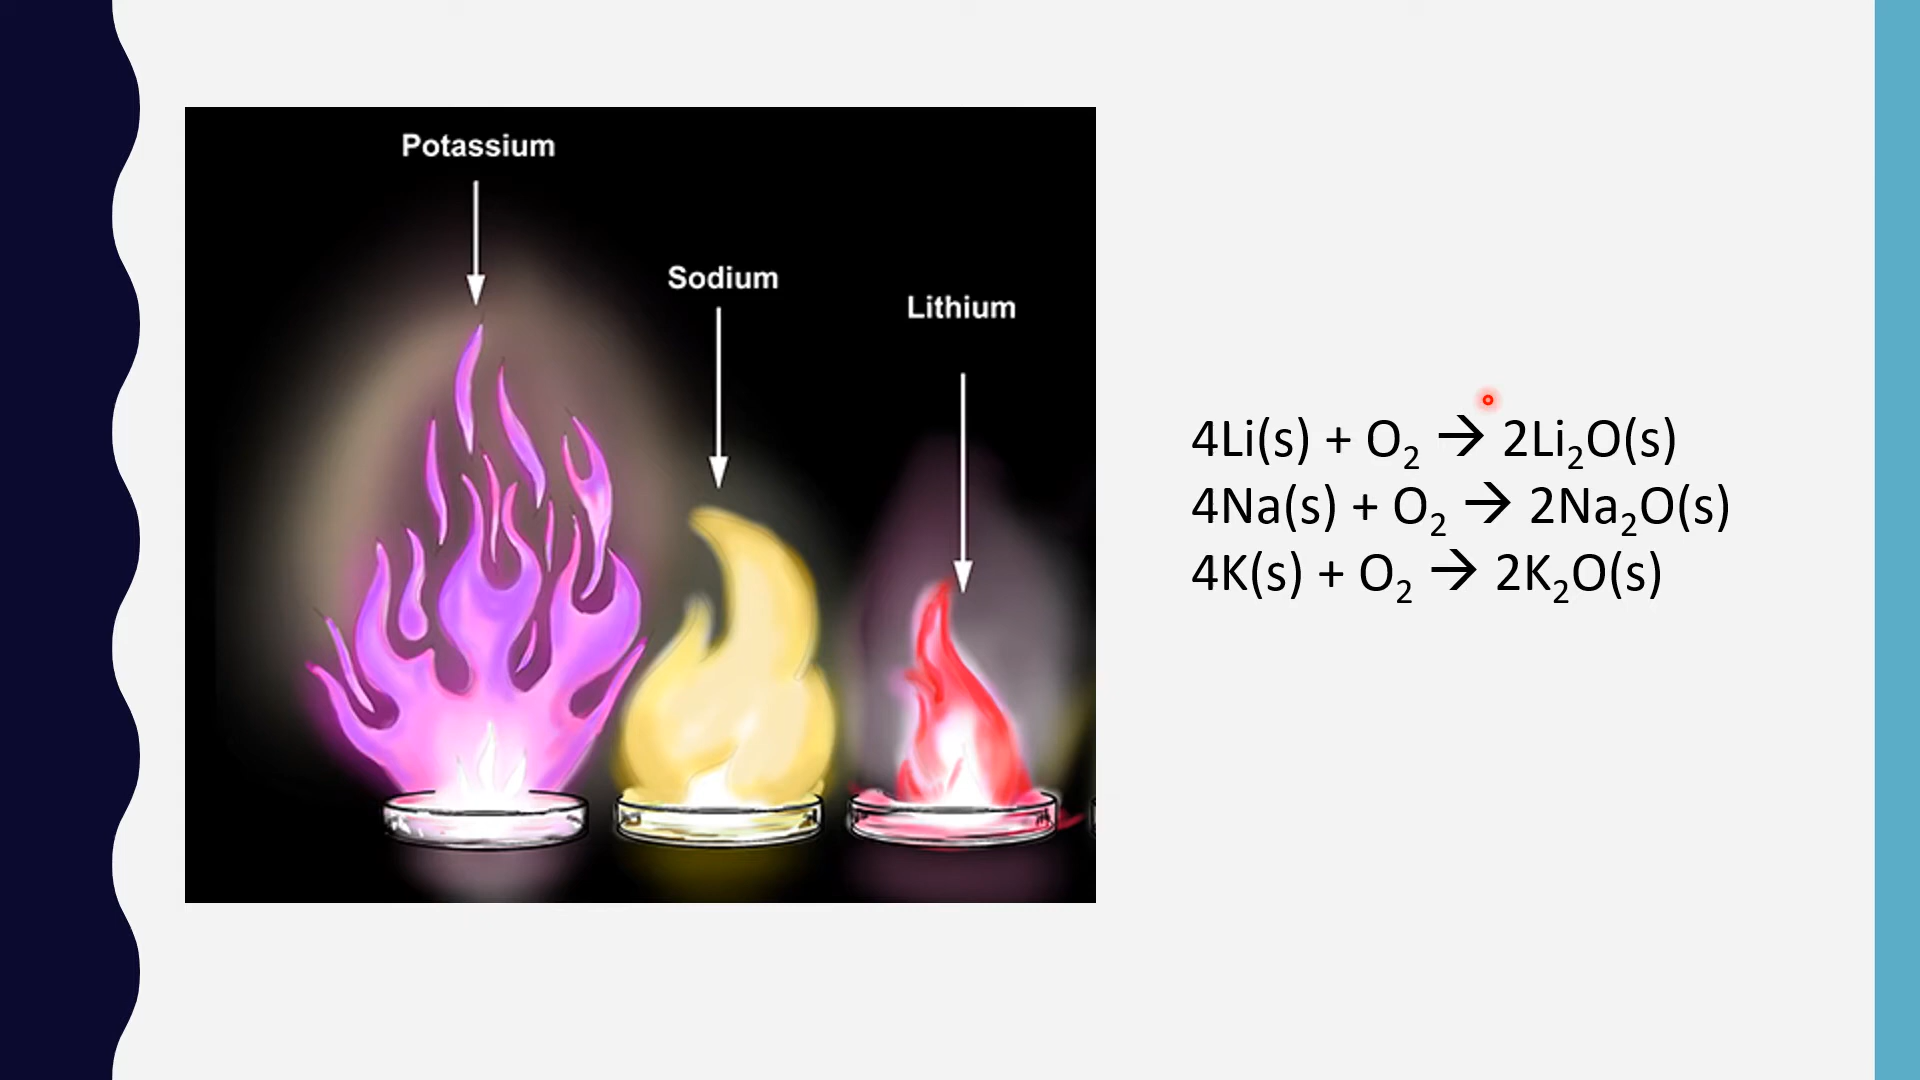 Potassium
Sodium
Lithium
4Li(s) + O₂ → 2Li₂O(s)
4Na(s) + O₂ → 2Na₂O(s)
4K(s) + O₂ → 2K₂O(s)